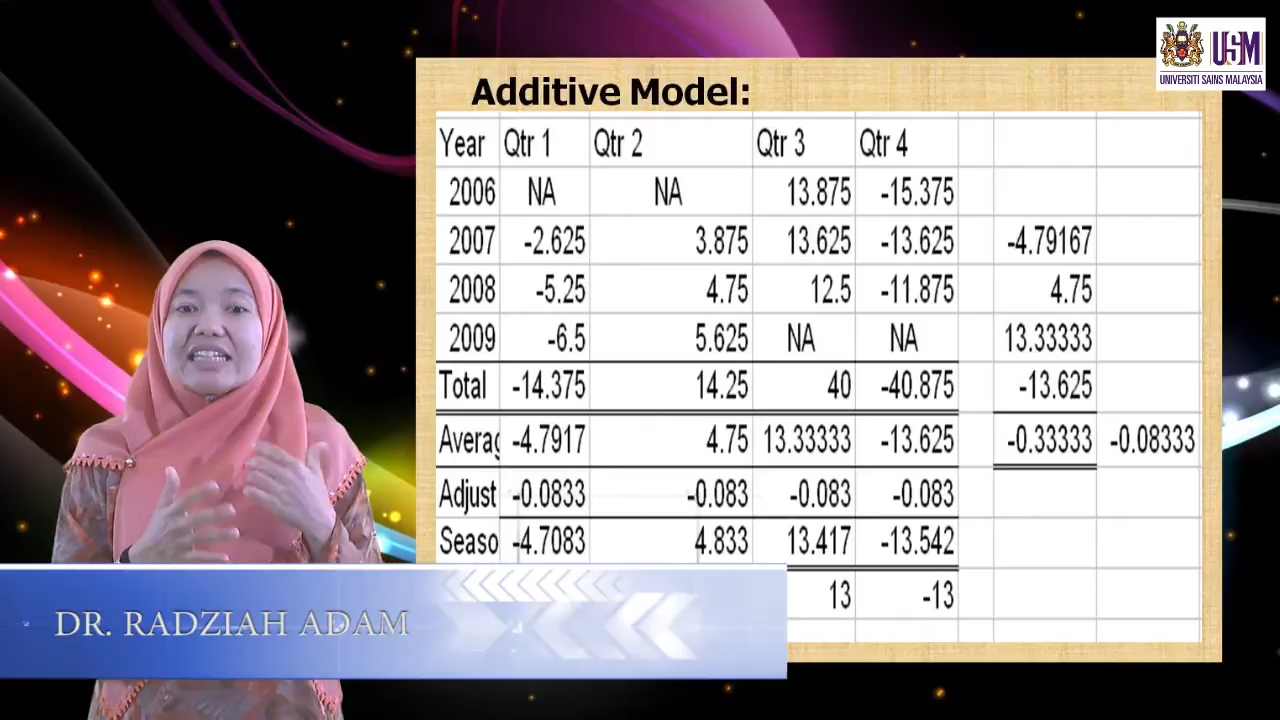 USM
UNIVERSITI SAINS MALAYSIA
Additive Model:
Year Qtr 1 Qtr 2 Qtr 3 Qtr 4
2006 NA NA 13.875 -15.375
2007 -2.625 3.875 13.625 -13.625 -4.79167
2008 -5.25 4.75 12.5 -11.875 4.75
2009 -6.5 5.625 NA NA 13.33333
Total -14.375 14.25 40 -40.875 -13.625
Averag -4.7917 4.75 13.33333 -13.625 -0.33333 -0.08333
Adjust -0.0833 -0.083 -0.083 -0.083
Seaso -4.7083 4.833 13.417 -13.542
13 -13
DR. RADZIAH ADAM